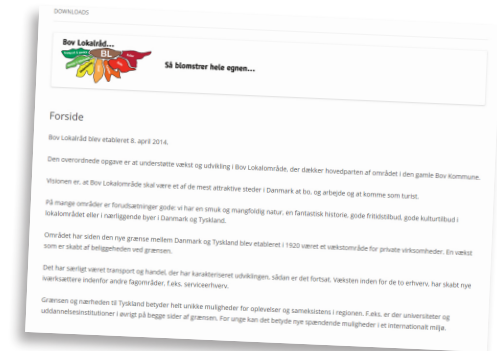 DOWNLOADS
Bov Lokalråd...
BL
Så blomstrer hele egnen...
Forside
Bov Lokalråd blev etableret 8. april 2014.
Den overordnede opgave er at understøtte vækst og udvikling i Bov Lokalområde, der dækker hovedparten af området i den gamle Bov Kommune.
Visionen er, at Bov Lokalområde skal være et af de mest attraktive steder i Danmark at bo, og arbejde og at komme som turist.
På mange områder er forudsætninger gode: vi har en smuk og mangfoldig natur, en fantastisk historie, gode fritidstilbud, gode kulturtilbud i
lokalområdet eller i nærliggende byer i Danmark og Tyskland.
Området har siden den nye grænse mellem Danmark og Tyskland blev etableret i 1920 været et vækstområde for private virksomheder. En vækst
som er skabt af beliggeheden ved grænsen.
Det har særligt været transport og handel, der har karakteriseret udviklingen, sådan er det fortsat. Væksten inden for de to erhverv, har skabt nye
iværksættere indenfor andre fagområder, f.eks. serviceerhverv.
Grænsen og nærheden til Tyskland betyder helt unikke muligheder for oplevelser og sameksistens i regionen. F.eks. er der universiteter og
uddannelsesinstitutioner i øvrigt på begge sider af grænsen. For unge kan det betyde nye spændende muligheder i et internationalt miljø.